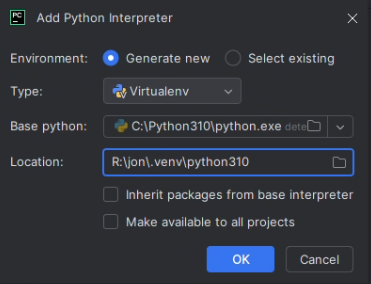 PC Add Python Interpreter
Environment: Generate new Select existing
Type: Virtualenv
Base python: C:\Python310\python.exe dete
Location: R:\jon\.venv\python310
Inherit packages from base interpreter
Make available to all projects
OK Cancel